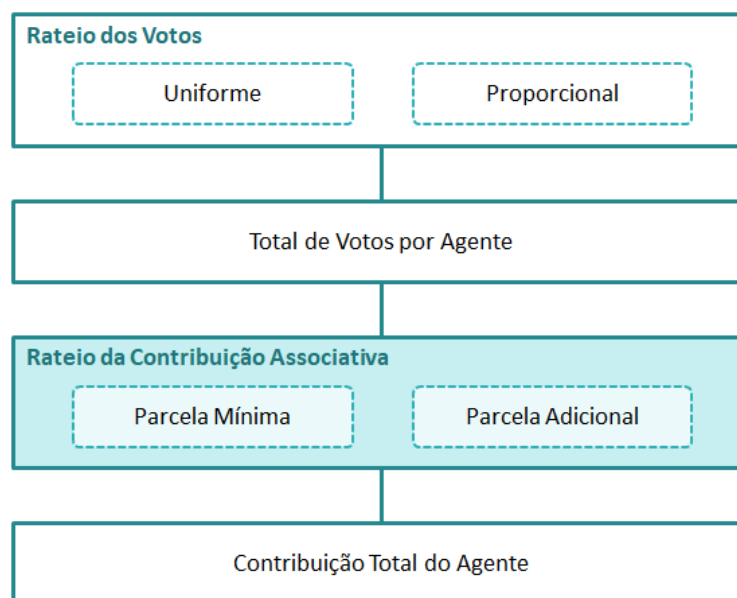 Rateio dos Votos
Uniforme
Proporcional
Total de Votos por Agente
Rateio da Contribuição Associativa
Parcela Mínima
Parcela Adicional
Contribuição Total do Agente